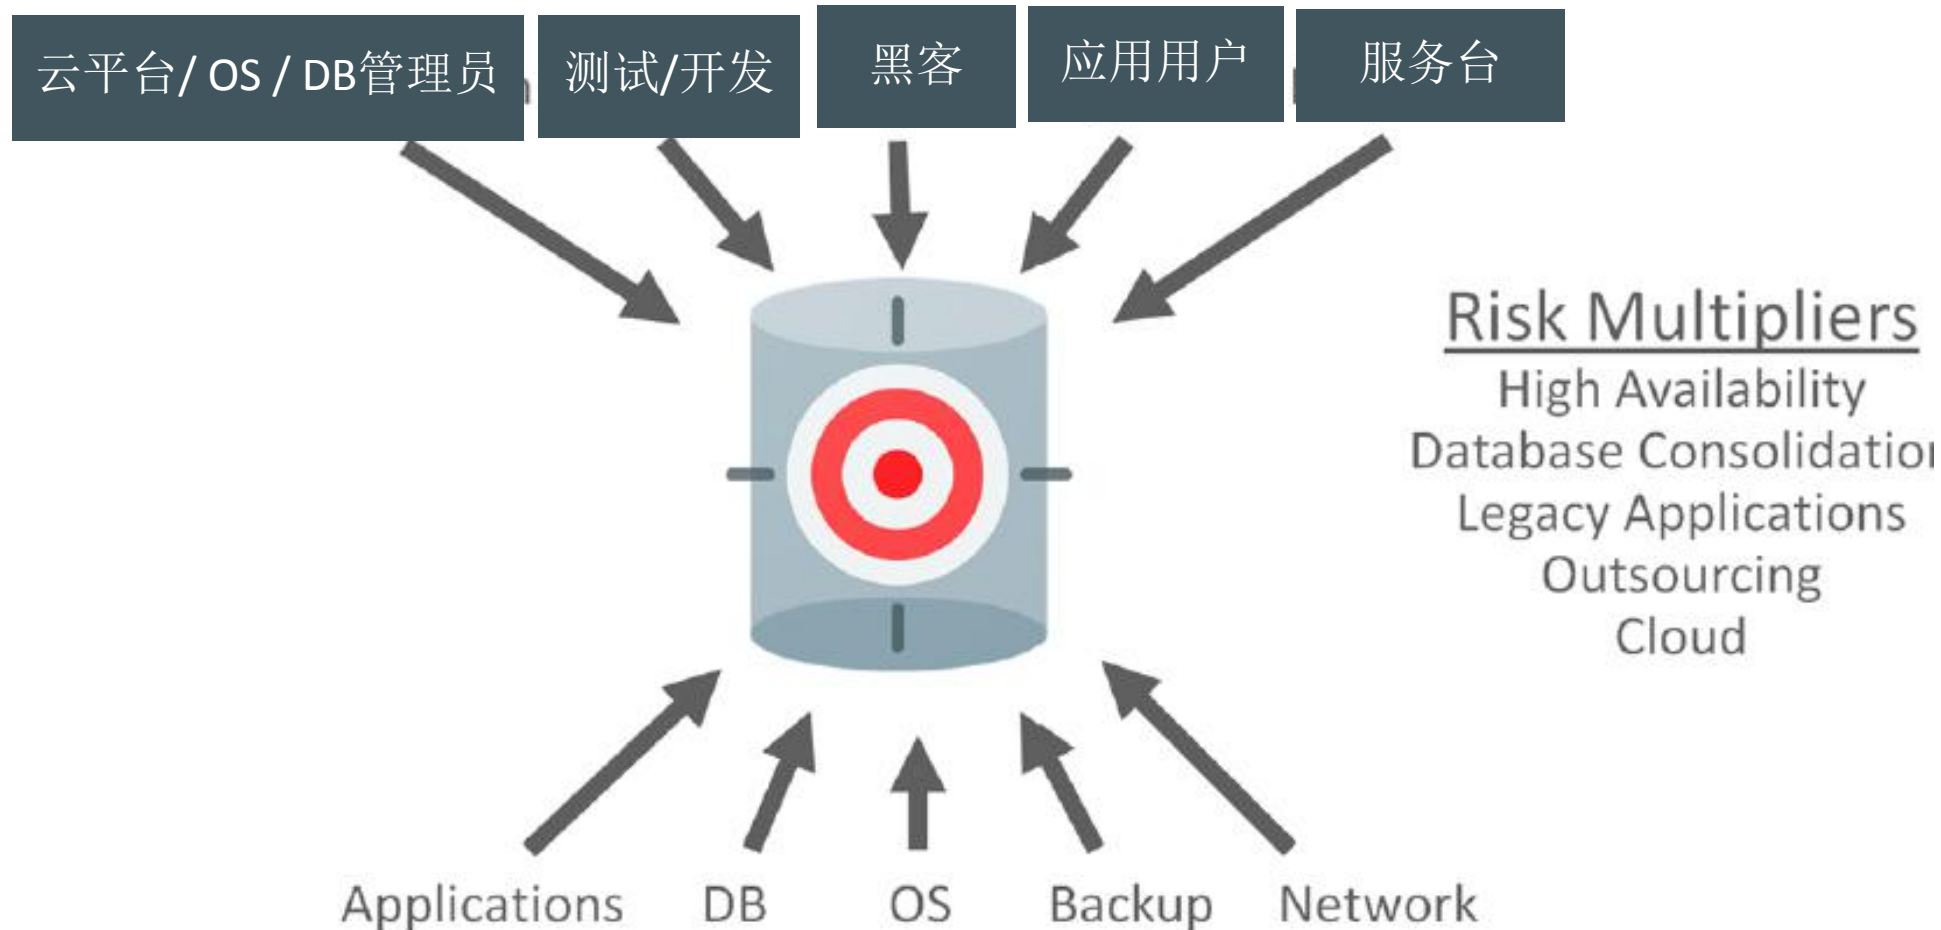 云平台/ OS / DB管理员
测试/开发
黑客
应用用户
服务台
Risk Multipliers
High Availability
Database Consolidation
Legacy Applications
Outsourcing
Cloud
Applications
DB
OS
Backup
Network